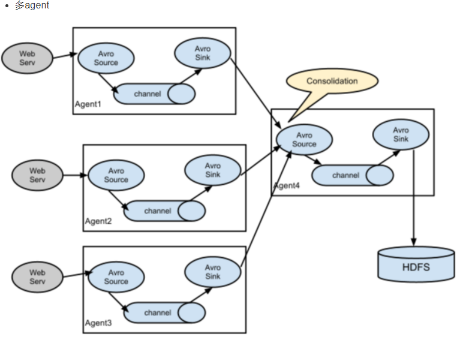 • 多agent
Web
Serv
Avro
Source
channel
Avro
Sink
Agent1
Consolidation
Web
Serv
Avro
Source
channel
Avro
Sink
Agent2
Avro
Source
channel
Avro
Sink
Agent4
Web
Serv
Avro
Source
channel
Avro
Sink
Agent3
HDFS